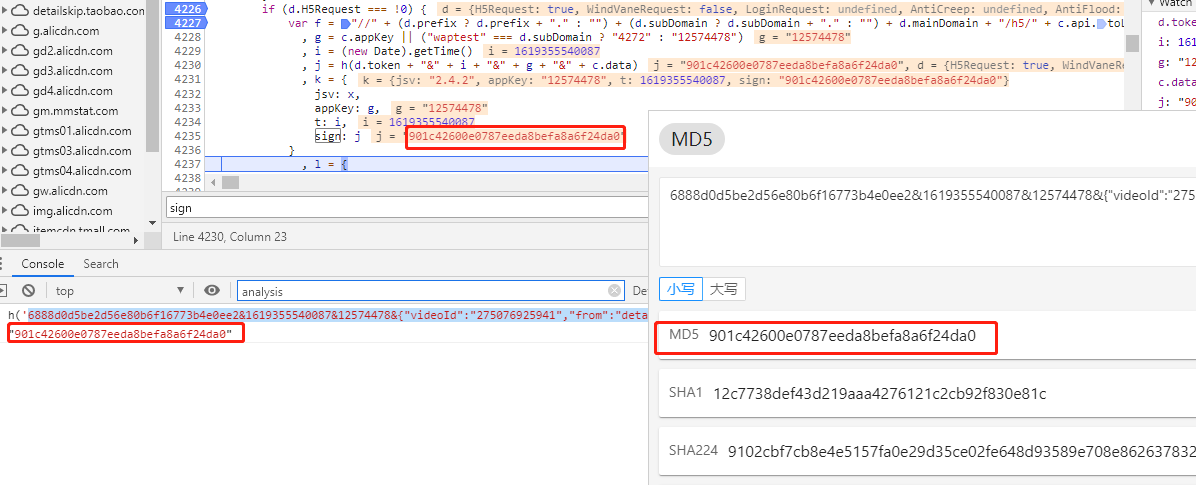 detailskip.taobao.com
g.alicdn.com
gd2.alicdn.com
gd3.alicdn.com
gd4.alicdn.com
gm.mmstat.com
gtms01.alicdn.com
gtms03.alicdn.com
gtms04.alicdn.com
gw.alicdn.com
img.alicdn.com
itemcdn.tmall.com
4226 if (d.H5Request === !0) { d = {H5Request: true, WindVaneRequest: false, LoginRequest: undefined, AntiCreep: undefined, AntiFlood:
4227 var f = "//" + (d.prefix ? d.prefix + "." : "") + (d.subDomain ? d.subDomain + "." : "") + d.mainDomain + "/h5/" + c.api.
4228 , g = c.appKey || ("waptest" === d.subDomain ? "4272" : "12574478") g = "12574478"
4229 , i = (new Date).getTime() i = 1619355540087
4230 , j = h(d.token + "&" + i + "&" + g + "&" + c.data) j = "901c42600e0787eeda8befa8a6f24da0", d = {H5Request: true,
4231 , k = { k = {jsv: "2.4.2", appKey: "12574478", t: 1619355540087, sign: "901c42600e0787eeda8befa8a6f24da0"}
4232 jsv: x,
4233 appKey: g, g = "12574478"
4234 t: i, i = 1619355540087
4235 sign: j j = "901c42600e0787eeda8befa8a6f24da0"
4236 }
4237 , l = {
4238
sign
Line 4230, Column 23
Watch
d.toke
i: 161
g: "12
c.data
j: "90
Console Search
top analysis De
h('6888d0d5be2d56e80b6f16773b4e0ee2&1619355540087&12574478&{"videoId":"275076925941","from":"deta
"901c42600e0787eeda8befa8a6f24da0"
MD5
6888d0d5be2d56e80b6f16773b4e0ee2&1619355540087&12574478&{"videoId":"275
小写 大写
MD5 901c42600e0787eeda8befa8a6f24da0
SHA1 12c7738def43d219aaa4276121c2cb92f830e81c
SHA224 9102cbf7cb8e4e5157fa0e29d35ce02fe648d93589e708e862637832